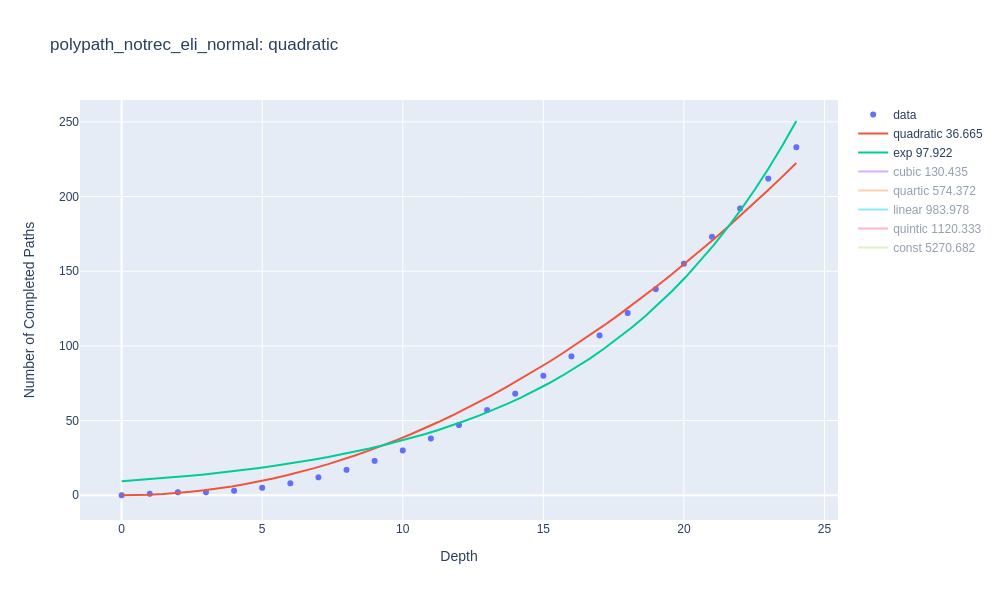 polypath_notrec_eli_normal: quadratic
250
200
150
100
50
0
0
5
10
15
20
25
Number of Completed Paths
Depth
data
quadratic 36.665
exp 97.922
cubic 130.435
quartic 574.372
linear 983.978
quintic 1120.333
const 5270.682